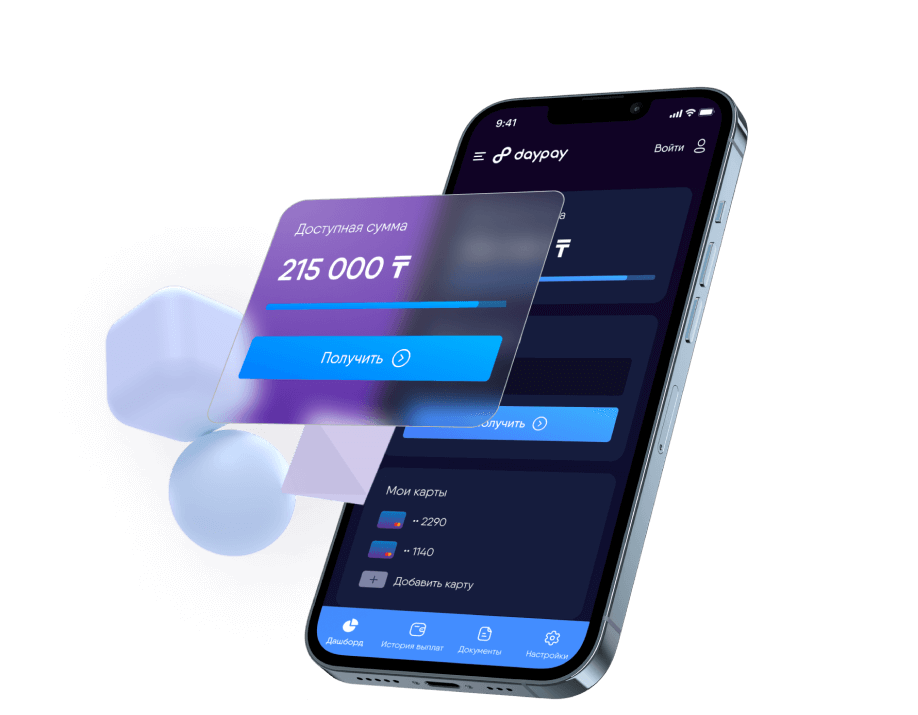 9:41
daypay
Войти
Доступная сумма
215 000 ₸
Получить
₸
Мои карты
•• 2290
•• 1140
Добавить карту
Дашборд
История выплат
Документы
Настройки